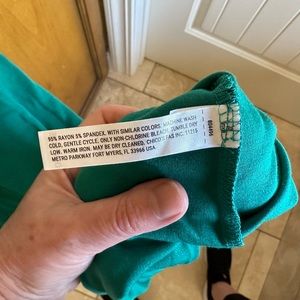 95% RAYON 5% SPANDEX. WITH SIMILAR COLORS. MACHINE WASH
COLD, GENTLE CYCLE, ONLY NON-CHLORINE BLEACH, TUMBLE DRY
LOW. WARM IRON. MAY BE DRY CLEANED. CHICO'S FAS INC. 11215
METRO PARKWAY FORT MYERS, FL 33966 USA